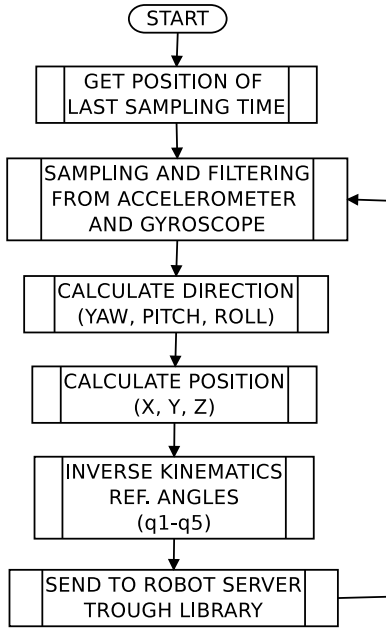 START
GET POSITION OF
LAST SAMPLING TIME
SAMPLING AND FILTERING
FROM ACCELEROMETER
AND GYROSCOPE
CALCULATE DIRECTION
(YAW, PITCH, ROLL)
CALCULATE POSITION
(X, Y, Z)
INVERSE KINEMATICS
REF. ANGLES
(q1-q5)
SEND TO ROBOT SERVER
TROUGH LIBRARY